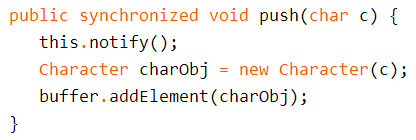 public synchronized void push(char c) {
this.notify();
Character charObj = new Character(c);
buffer.addElement(charObj);
}